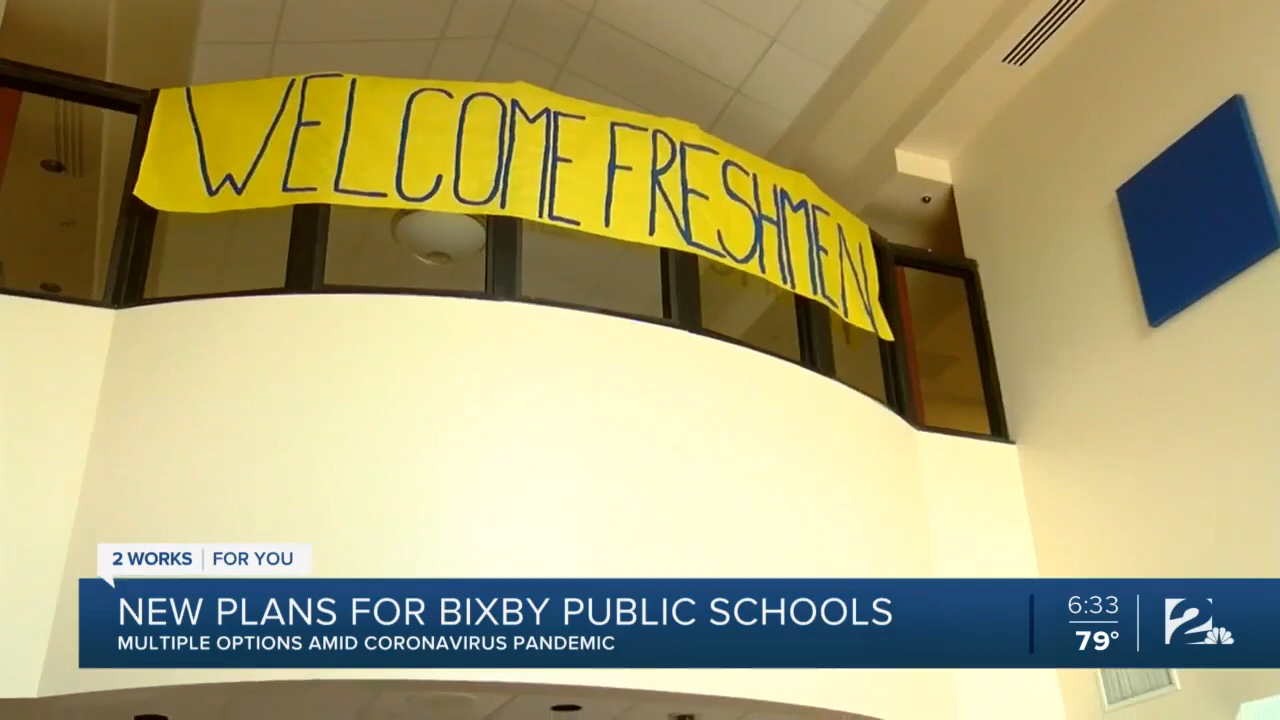 WELCOME FRESHMEN
2 WORKS | FOR YOU
NEW PLANS FOR BIXBY PUBLIC SCHOOLS
MULTIPLE OPTIONS AMID CORONAVIRUS PANDEMIC
6:33
79°
2